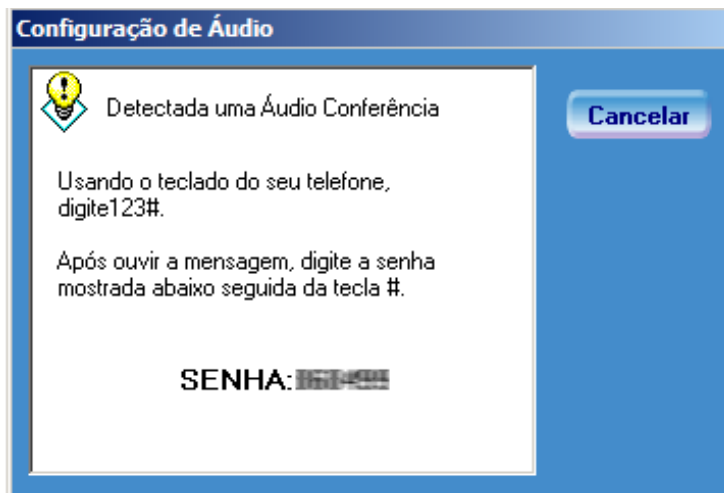 Configuração de Áudio
Detectada uma Áudio Conferência
Cancelar
Usando o teclado do seu telefone,
digite123#.
Após ouvir a mensagem, digite a senha
mostrada abaixo seguida da tecla #.
SENHA: